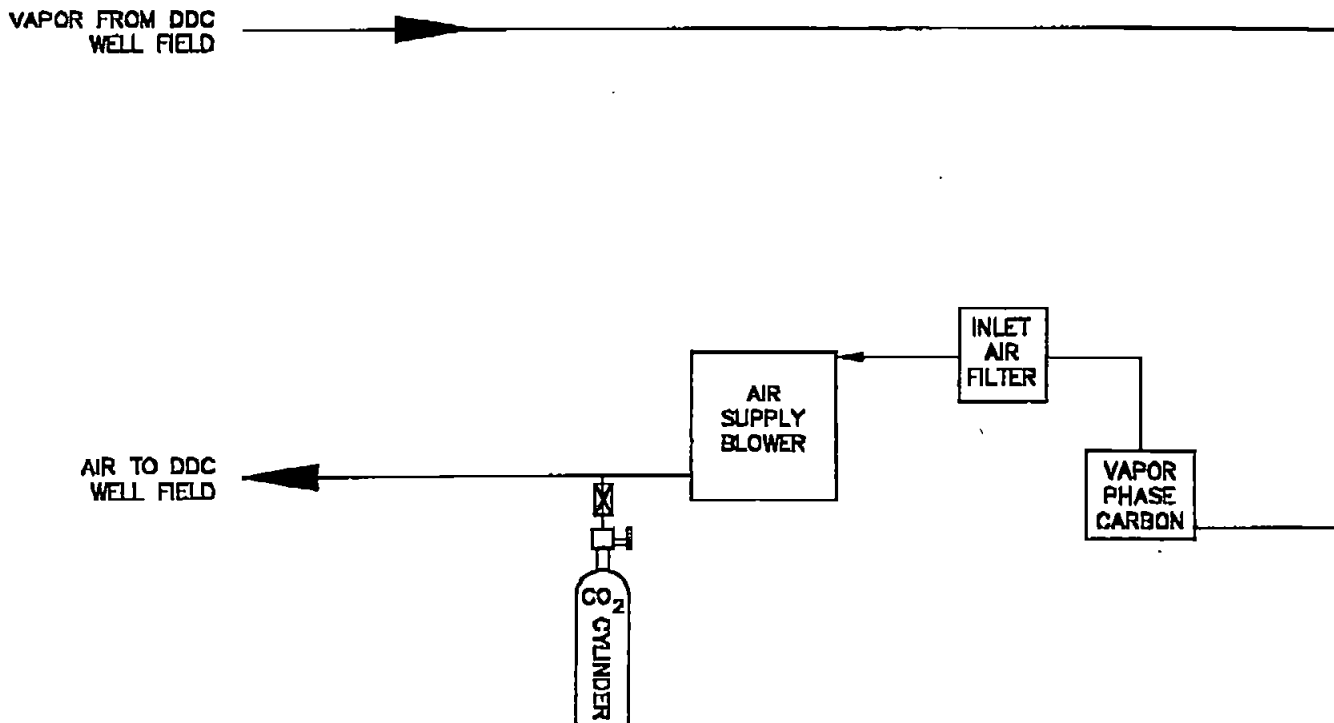 VAPOR FROM DDC
WELL FIELD
INLET
AIR
FILTER
AIR
SUPPLY
BLOWER
AIR TO DDC
WELL FIELD
VAPOR
PHASE
CARBON
CO2
CYLINDER